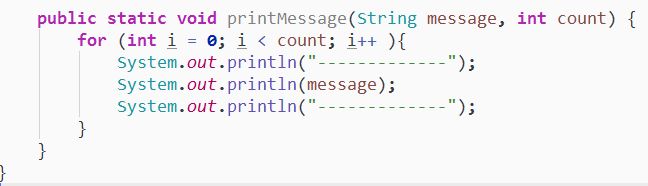 public static void printMessage(String message, int count) {
for (int i = 0; i < count; i++ ){
System.out.println("-------------");
System.out.println(message);
System.out.println("-------------");
}
}
}